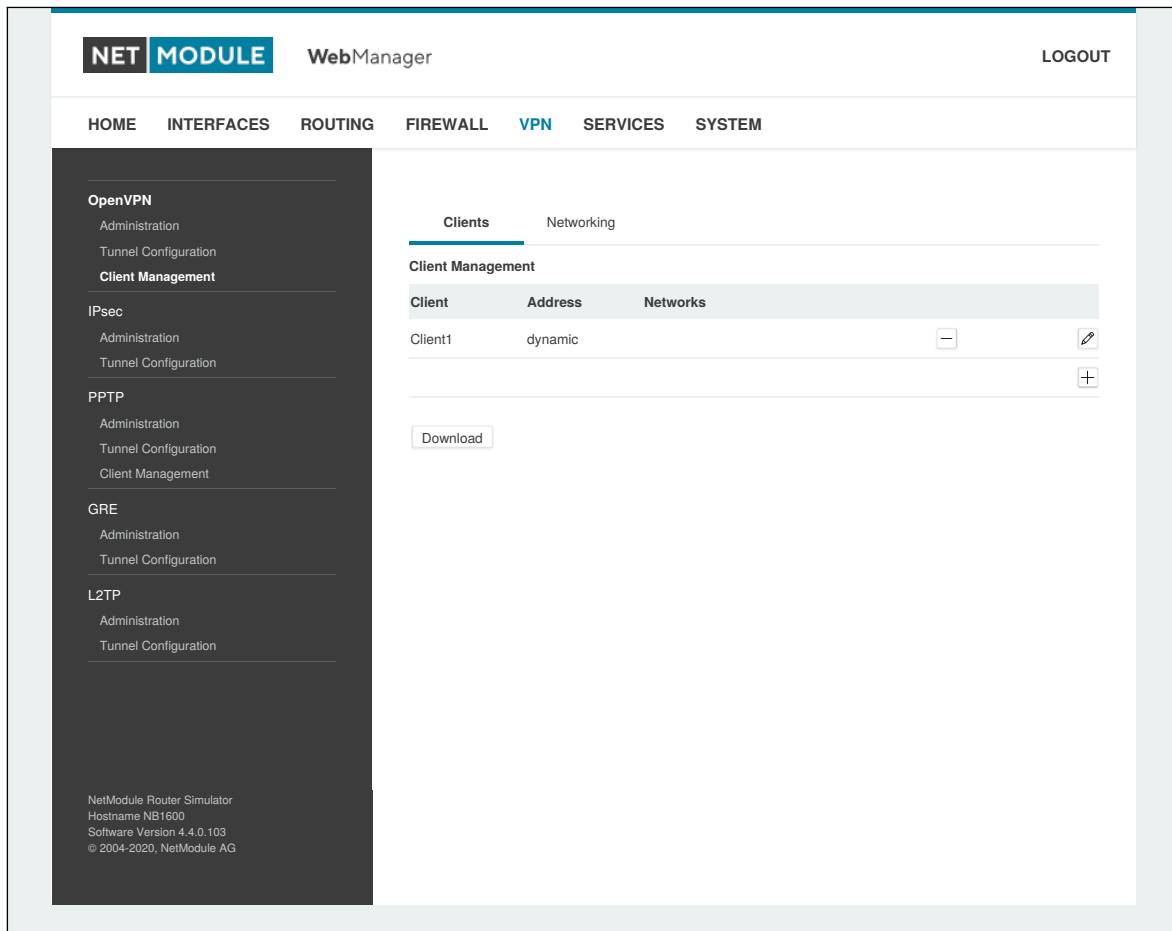 NET MODULE WebManager LOGOUT
HOME INTERFACES ROUTING FIREWALL VPN SERVICES SYSTEM
OpenVPN
Administration
Tunnel Configuration
Client Management
IPsec
Administration
Tunnel Configuration
PPTP
Administration
Tunnel Configuration
Client Management
GRE
Administration
Tunnel Configuration
L2TP
Administration
Tunnel Configuration
NetModule Router Simulator
Hostname NB1600
Software Version 4.4.0.103
© 2004-2020, NetModule AG
Clients Networking
Client Management
Client Address Networks
Client1 dynamic
Download